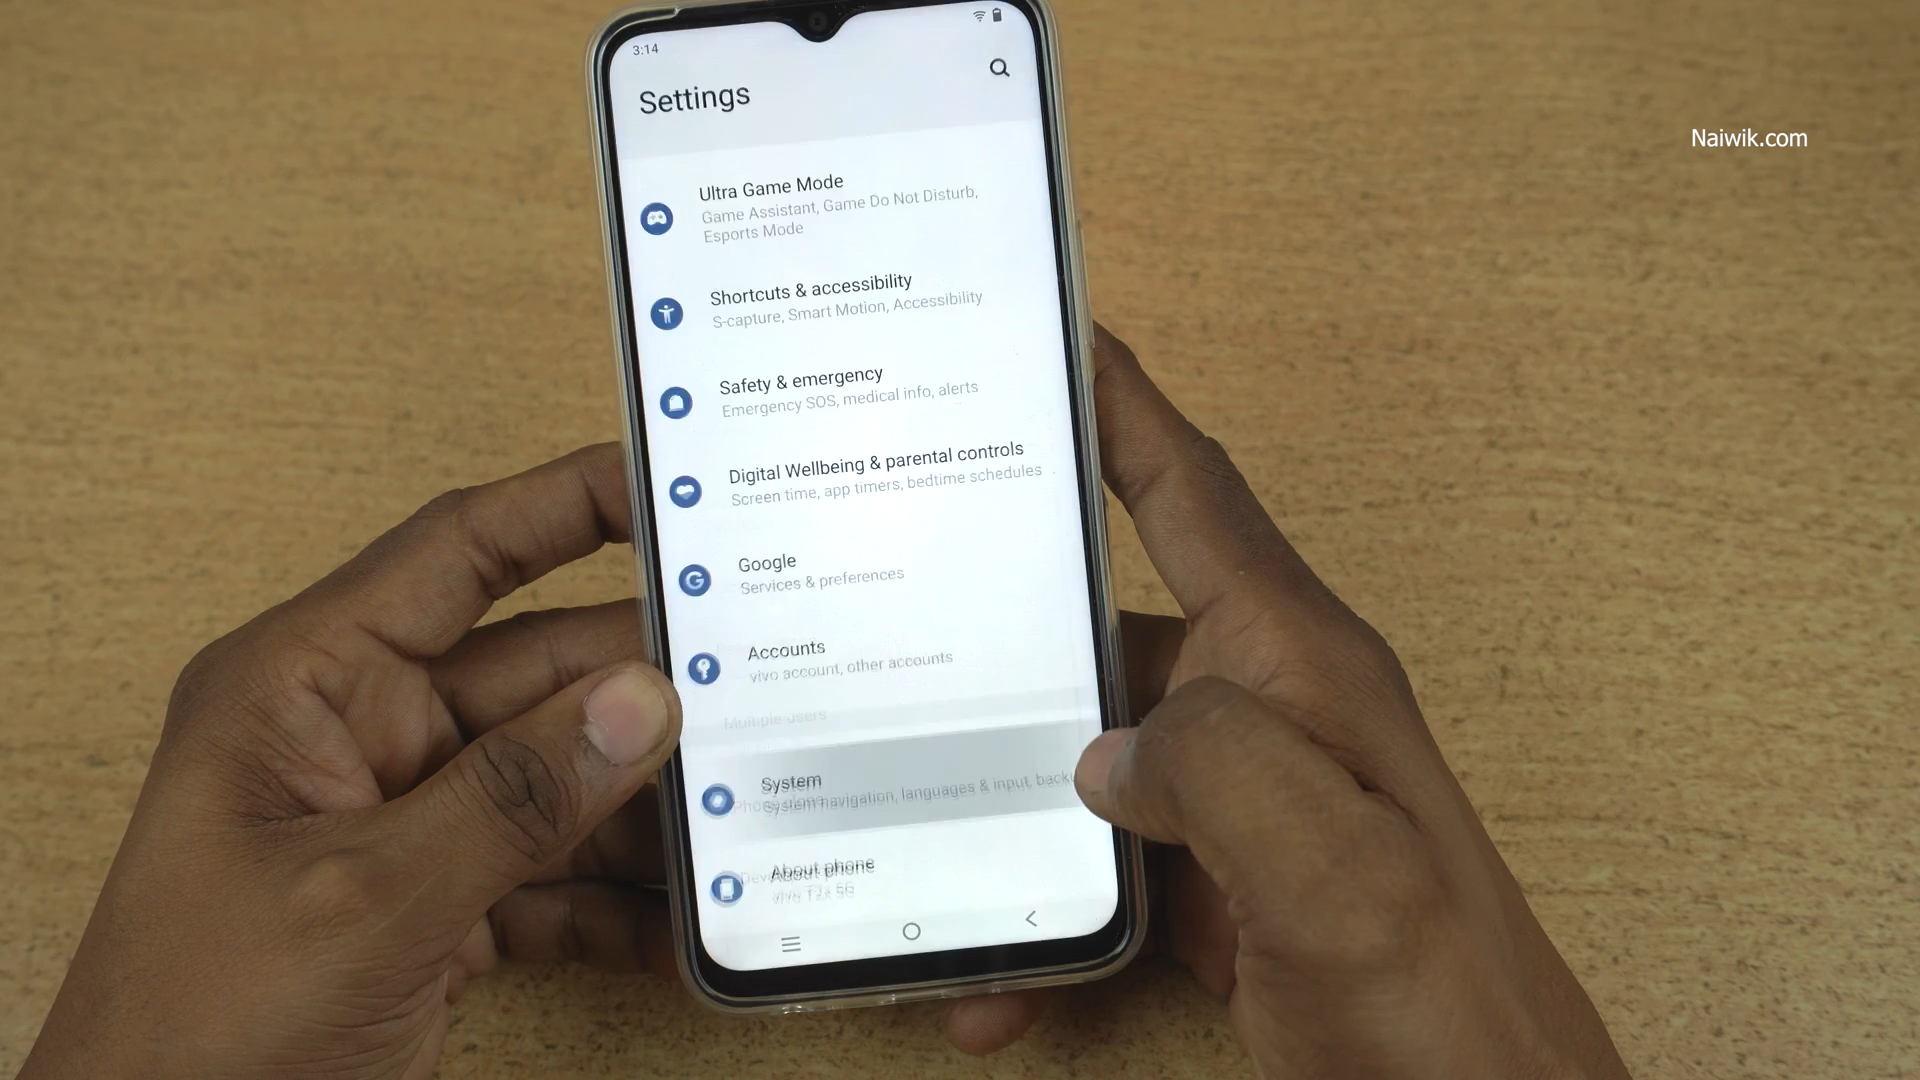 3:14
Settings
Naiwik.com
Ultra Game Mode
Game Assistant, Game Do Not Disturb,
Esports Mode
Shortcuts & accessibility
S-capture, Smart Motion, Accessibility
Safety & emergency
Emergency SOS, medical info, alerts
Digital Wellbeing & parental controls
Screen time, app timers, bedtime schedules
Google
Services & preferences
Accounts
vivo account, other accounts
Multiple users
System
System navigation, languages & input, backu
About phone
vivo T2x 5G